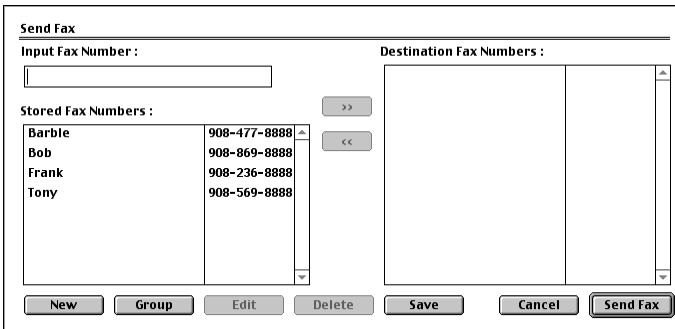 Send Fax
Input Fax Number :
Destination Fax Numbers :
>>
Stored Fax Numbers :
<<
Barbie 908-477-8888
Bob 908-869-8888
Frank 908-236-8888
Tony 908-569-8888
New Group Edit Delete Save Cancel Send Fax